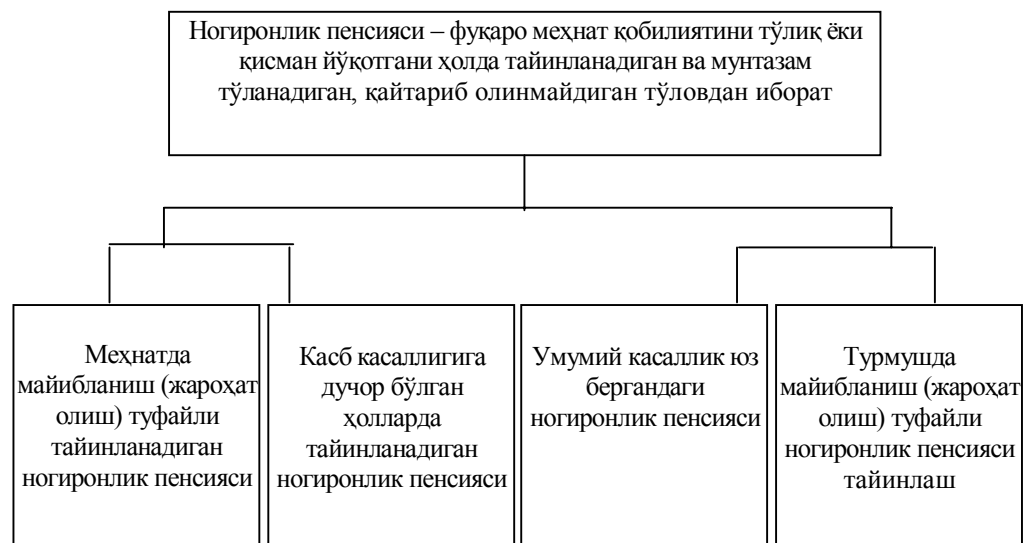 Ногиронлик пенсияси – фуқаро меҳнат қобилиятини тўлиқ ёки
қисман йўқотгани ҳолда тайинланадиган ва мунтазам
тўланадиган, қайтариб олинмайдиган тўловдан иборат
Меҳнатда
майибланиш (жароҳат
олиш) туфайли
тайинланадиган
ногиронлик пенсияси
Касб касаллигига
дучор бўлган
ҳолларда
тайинланадиган
ногиронлик пенсияси
Умумий касаллик юз
бергандаги
ногиронлик пенсияси
Турмушда
майибланиш (жароҳат
олиш) туфайли
ногиронлик пенсияси
тайинлаш